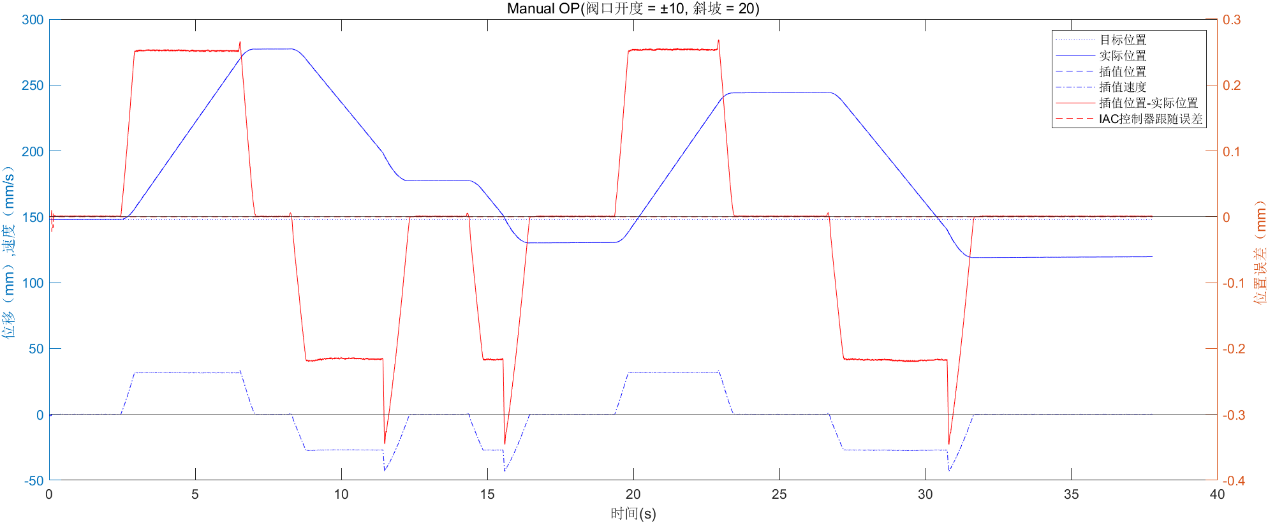 Manual OP(阀口开度 = ±10, 斜坡 = 20)
300
250
200
150
100
50
0
-50
位移（mm）,速度（mm/s）
0.3
0.2
0.1
0
-0.1
-0.2
-0.3
-0.4
位置误差（mm）
目标位置
实际位置
插值位置
插值速度
插值位置-实际位置
IAC控制器跟随误差
0 5 10 15 20 25 30 35 40
时间(s)